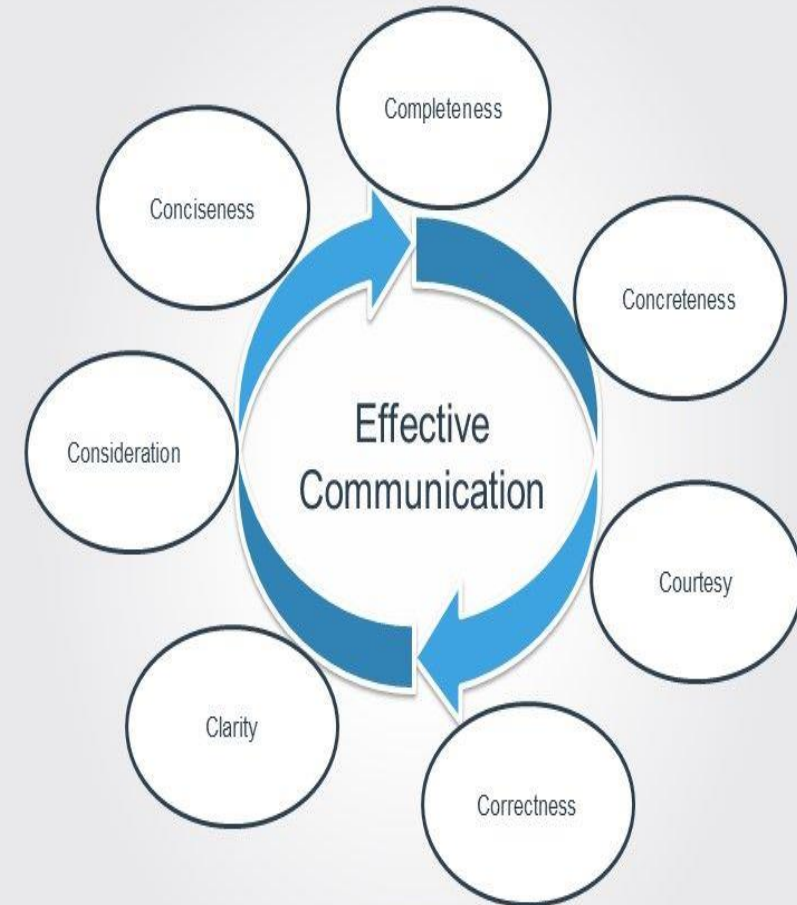 Completeness
Conciseness
Concreteness
Effective
Communication
Consideration
Courtesy
Clarity
Correctness